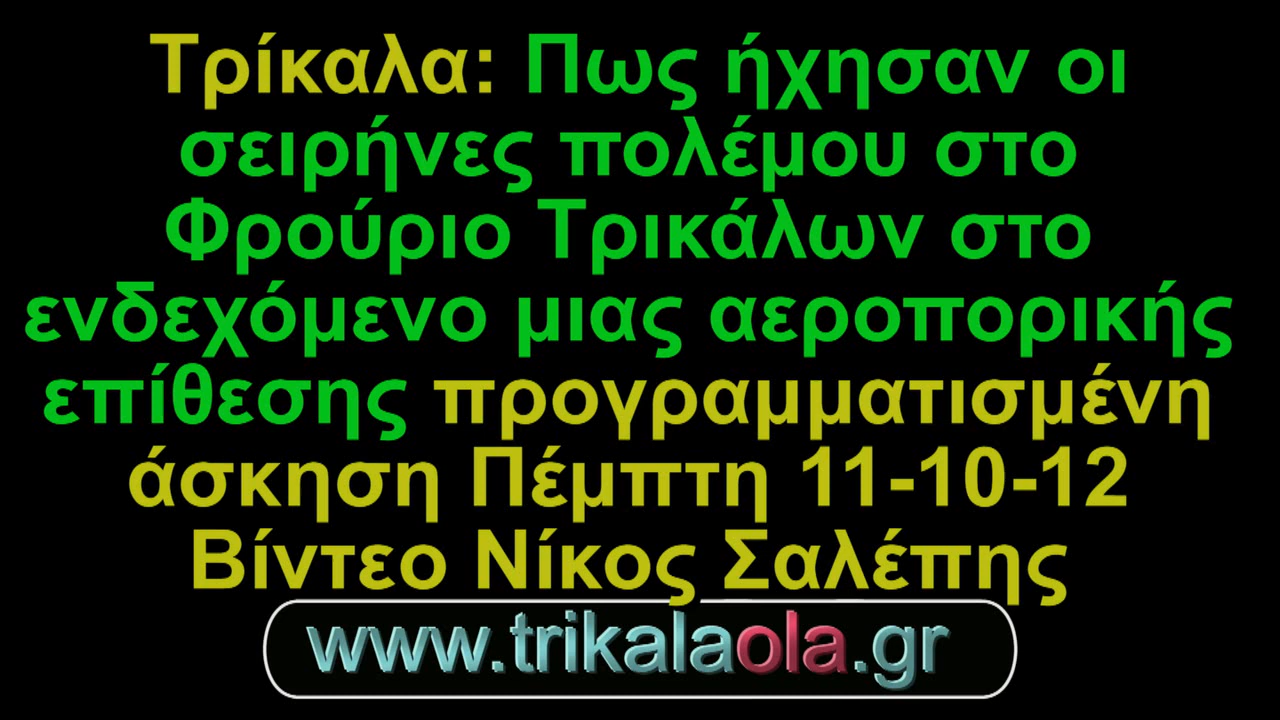 Τρίκαλα: Πως ήχησαν οι
σειρήνες πολέμου στο
Φρούριο Τρικάλων στο
ενδεχόμενο μιας αεροπορικής
επίθεσης προγραμματισμένη
άσκηση Πέμπτη 11-10-12
Βίντεο Νίκος Σαλέπης
www.trikalaola.gr